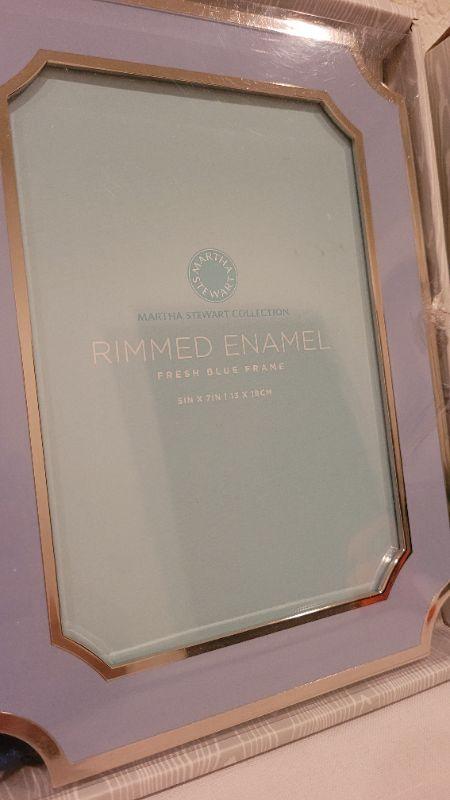 MARTHA
STEWART
MARTHA STEWART COLLECTION
RIMMED ENAMEL
FRESH BLUE FRAME
5IN X 7IN | 13 X 18CM